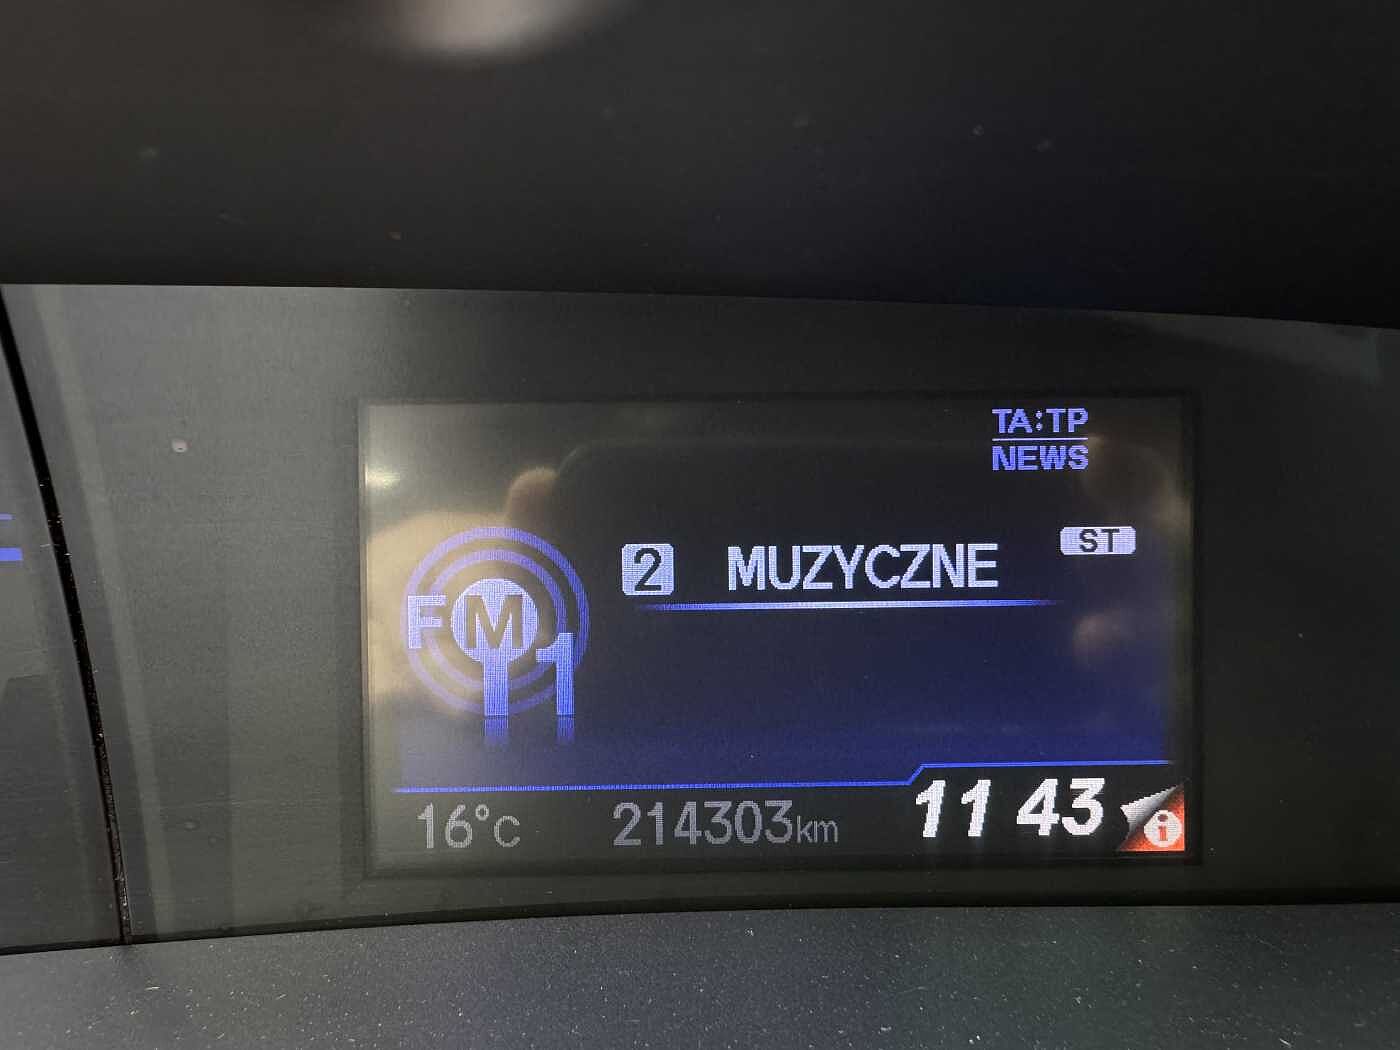 TA:TP
NEWS
FM1
2 MUZYCZNE ST
16°C 214303km 11 43 i